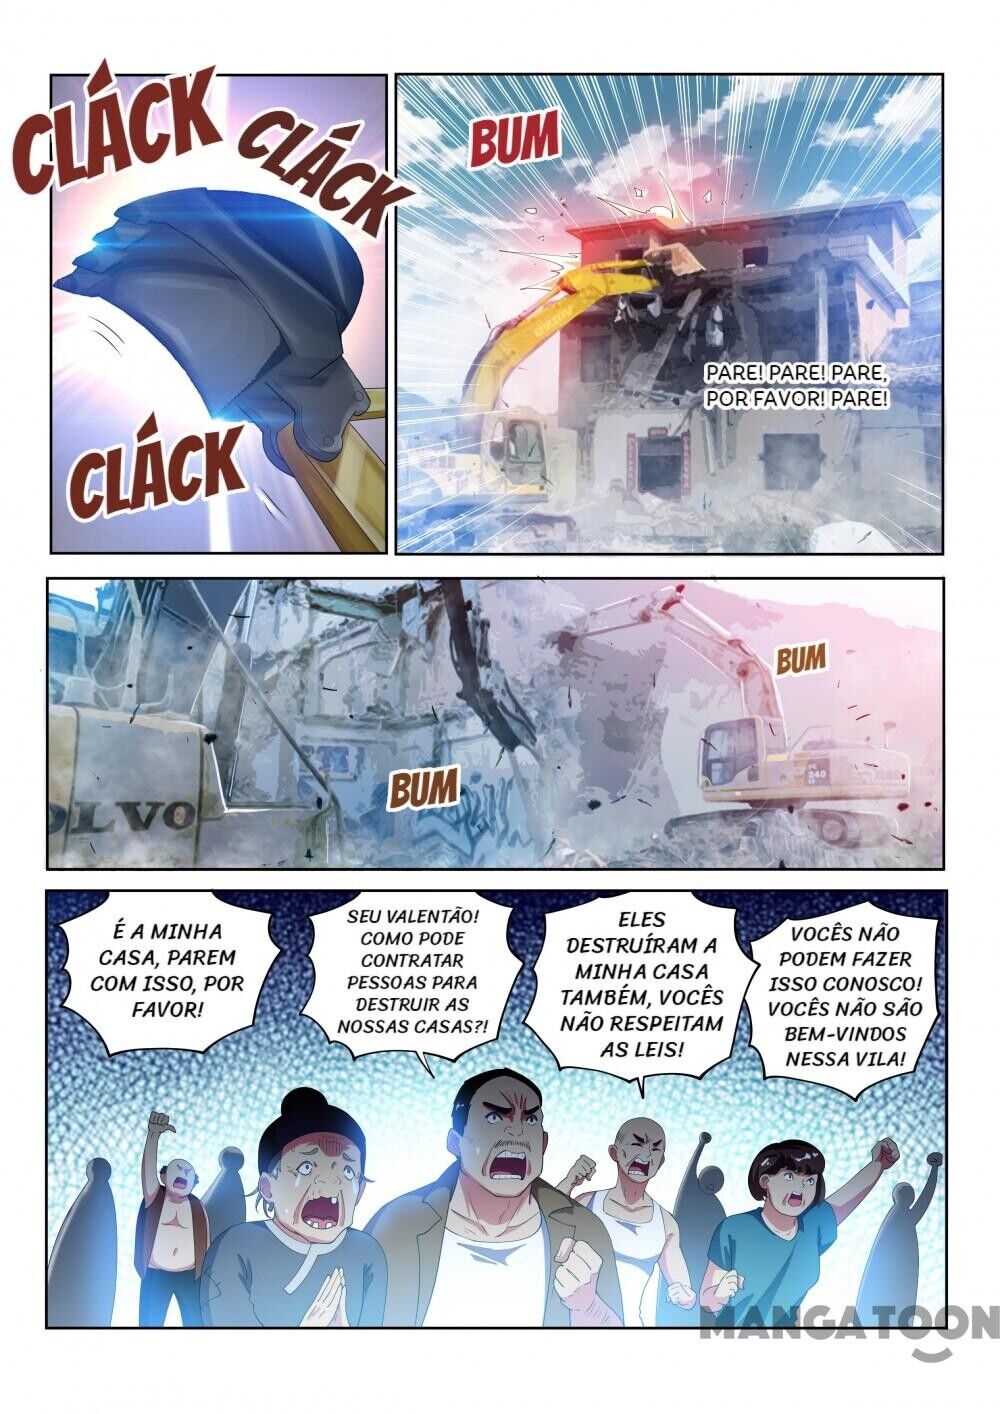 CLÁCK
CLÁCK
CLÁCK
BUM
VOLVO
PARE! PARE! PARE,
POR FAVOR! PARE!
BUM
BUM
OLVO
240
É A MINHA
CASA, PAREM
COM ISSO, POR
FAVOR!
SEU VALENTÃO!
COMO PODE
CONTRATAR
PESSOAS PARA
DESTRUIR AS
NOSSAS CASAS?!
ELES
DESTRUÍRAM A
MINHA CASA
TAMBÉM, VOCÊS
NÃO RESPEITAM
AS LEIS!
VOCÊS NÃO
PODEM FAZER
ISSO CONOSCO!
VOCÊS NÃO SÃO
BEM-VINDOS
NESSA VILA!
MANGATOON